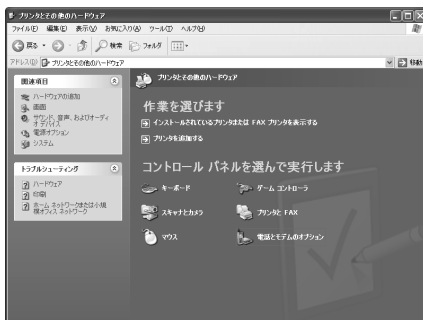 プリンタとその他のハードウェア
ファイル(F) 編集(E) 表示(V) お気に入り(A) ツール(T) ヘルプ(H)
戻る 検索 フォルダ
アドレス(D) プリンタとその他のハードウェア 移動
関連項目
ハードウェアの追加
画面
サウンド、音声、およびオーディオ デバイス
電源オプション
システム
トラブルシューティング
ハードウェア
印刷
ホーム ネットワークまたは小規模オフィス ネットワーク
プリンタとその他のハードウェア
作業を選びます
インストールされているプリンタまたは FAX プリンタを表示する
プリンタを追加する
コントロール パネルを選んで実行します
キーボード ゲーム コントローラ
スキャナとカメラ プリンタと FAX
マウス 電話とモデムのオプション